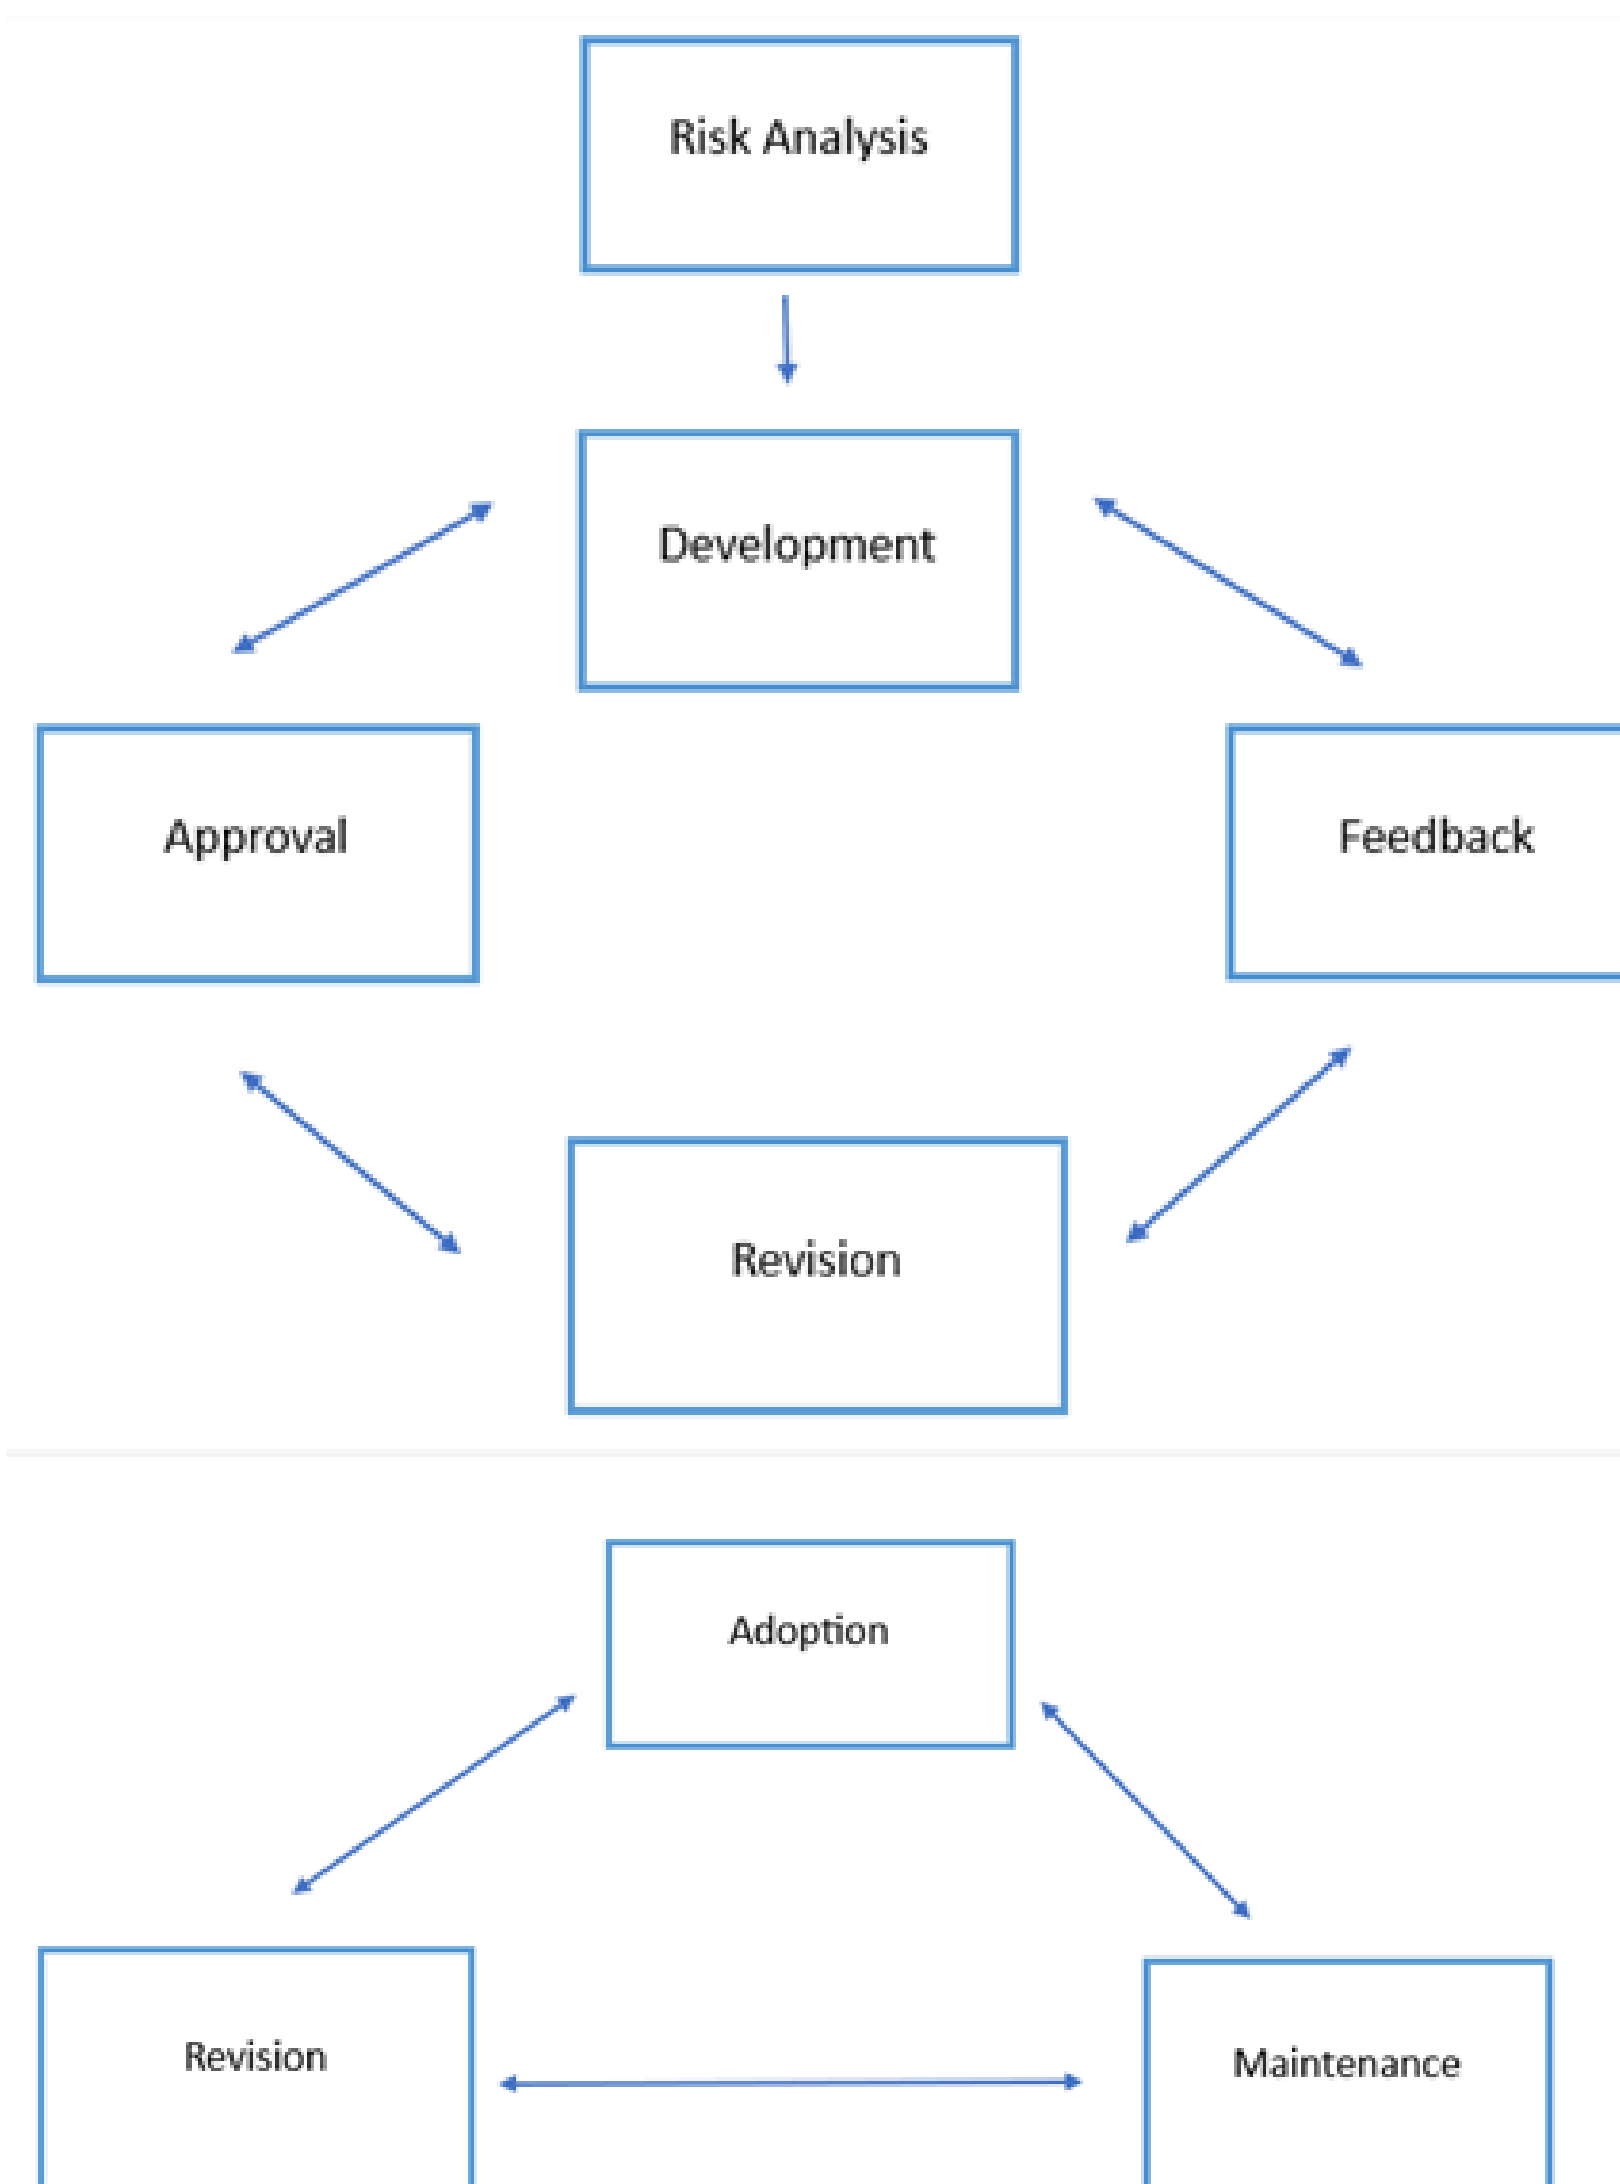 Risk Analysis
Development
Approval
Feedback
Revision
Adoption
Revision
Maintenance